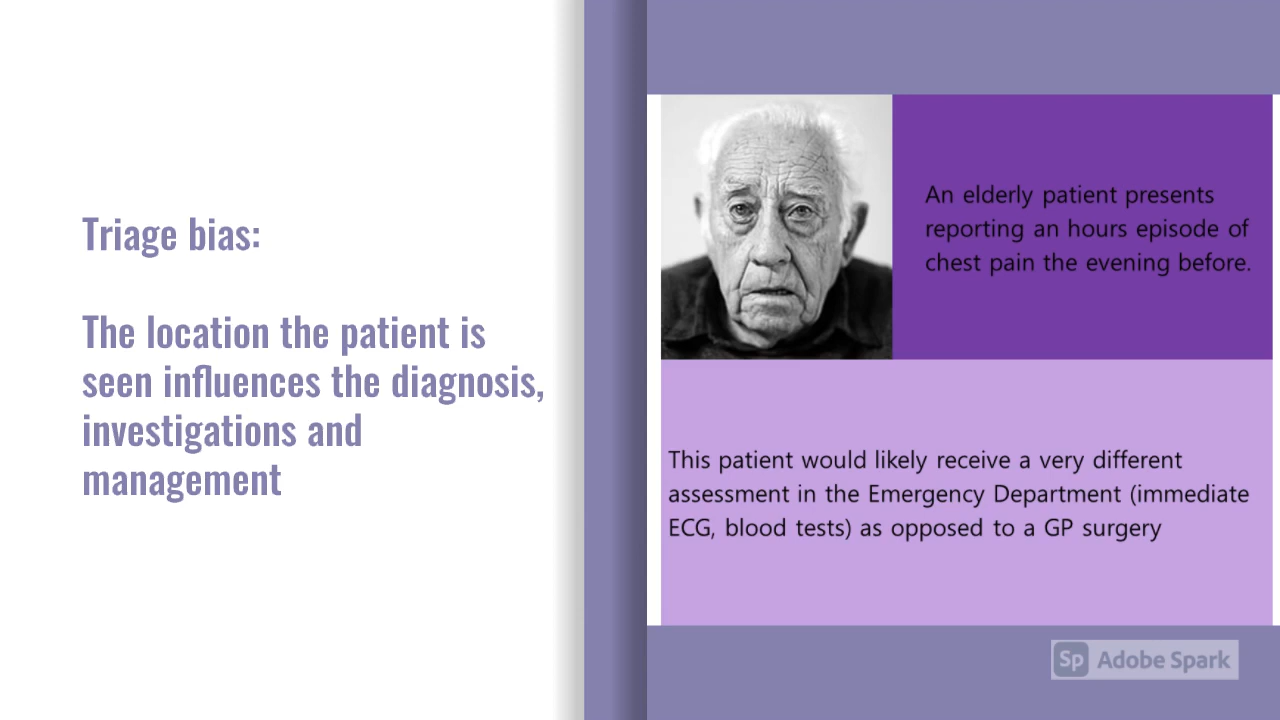 Triage bias:
The location the patient is
seen influences the diagnosis,
investigations and
management
An elderly patient presents
reporting an hours episode of
chest pain the evening before.
This patient would likely receive a very different
assessment in the Emergency Department (immediate
ECG, blood tests) as opposed to a GP surgery
Sp Adobe Spark